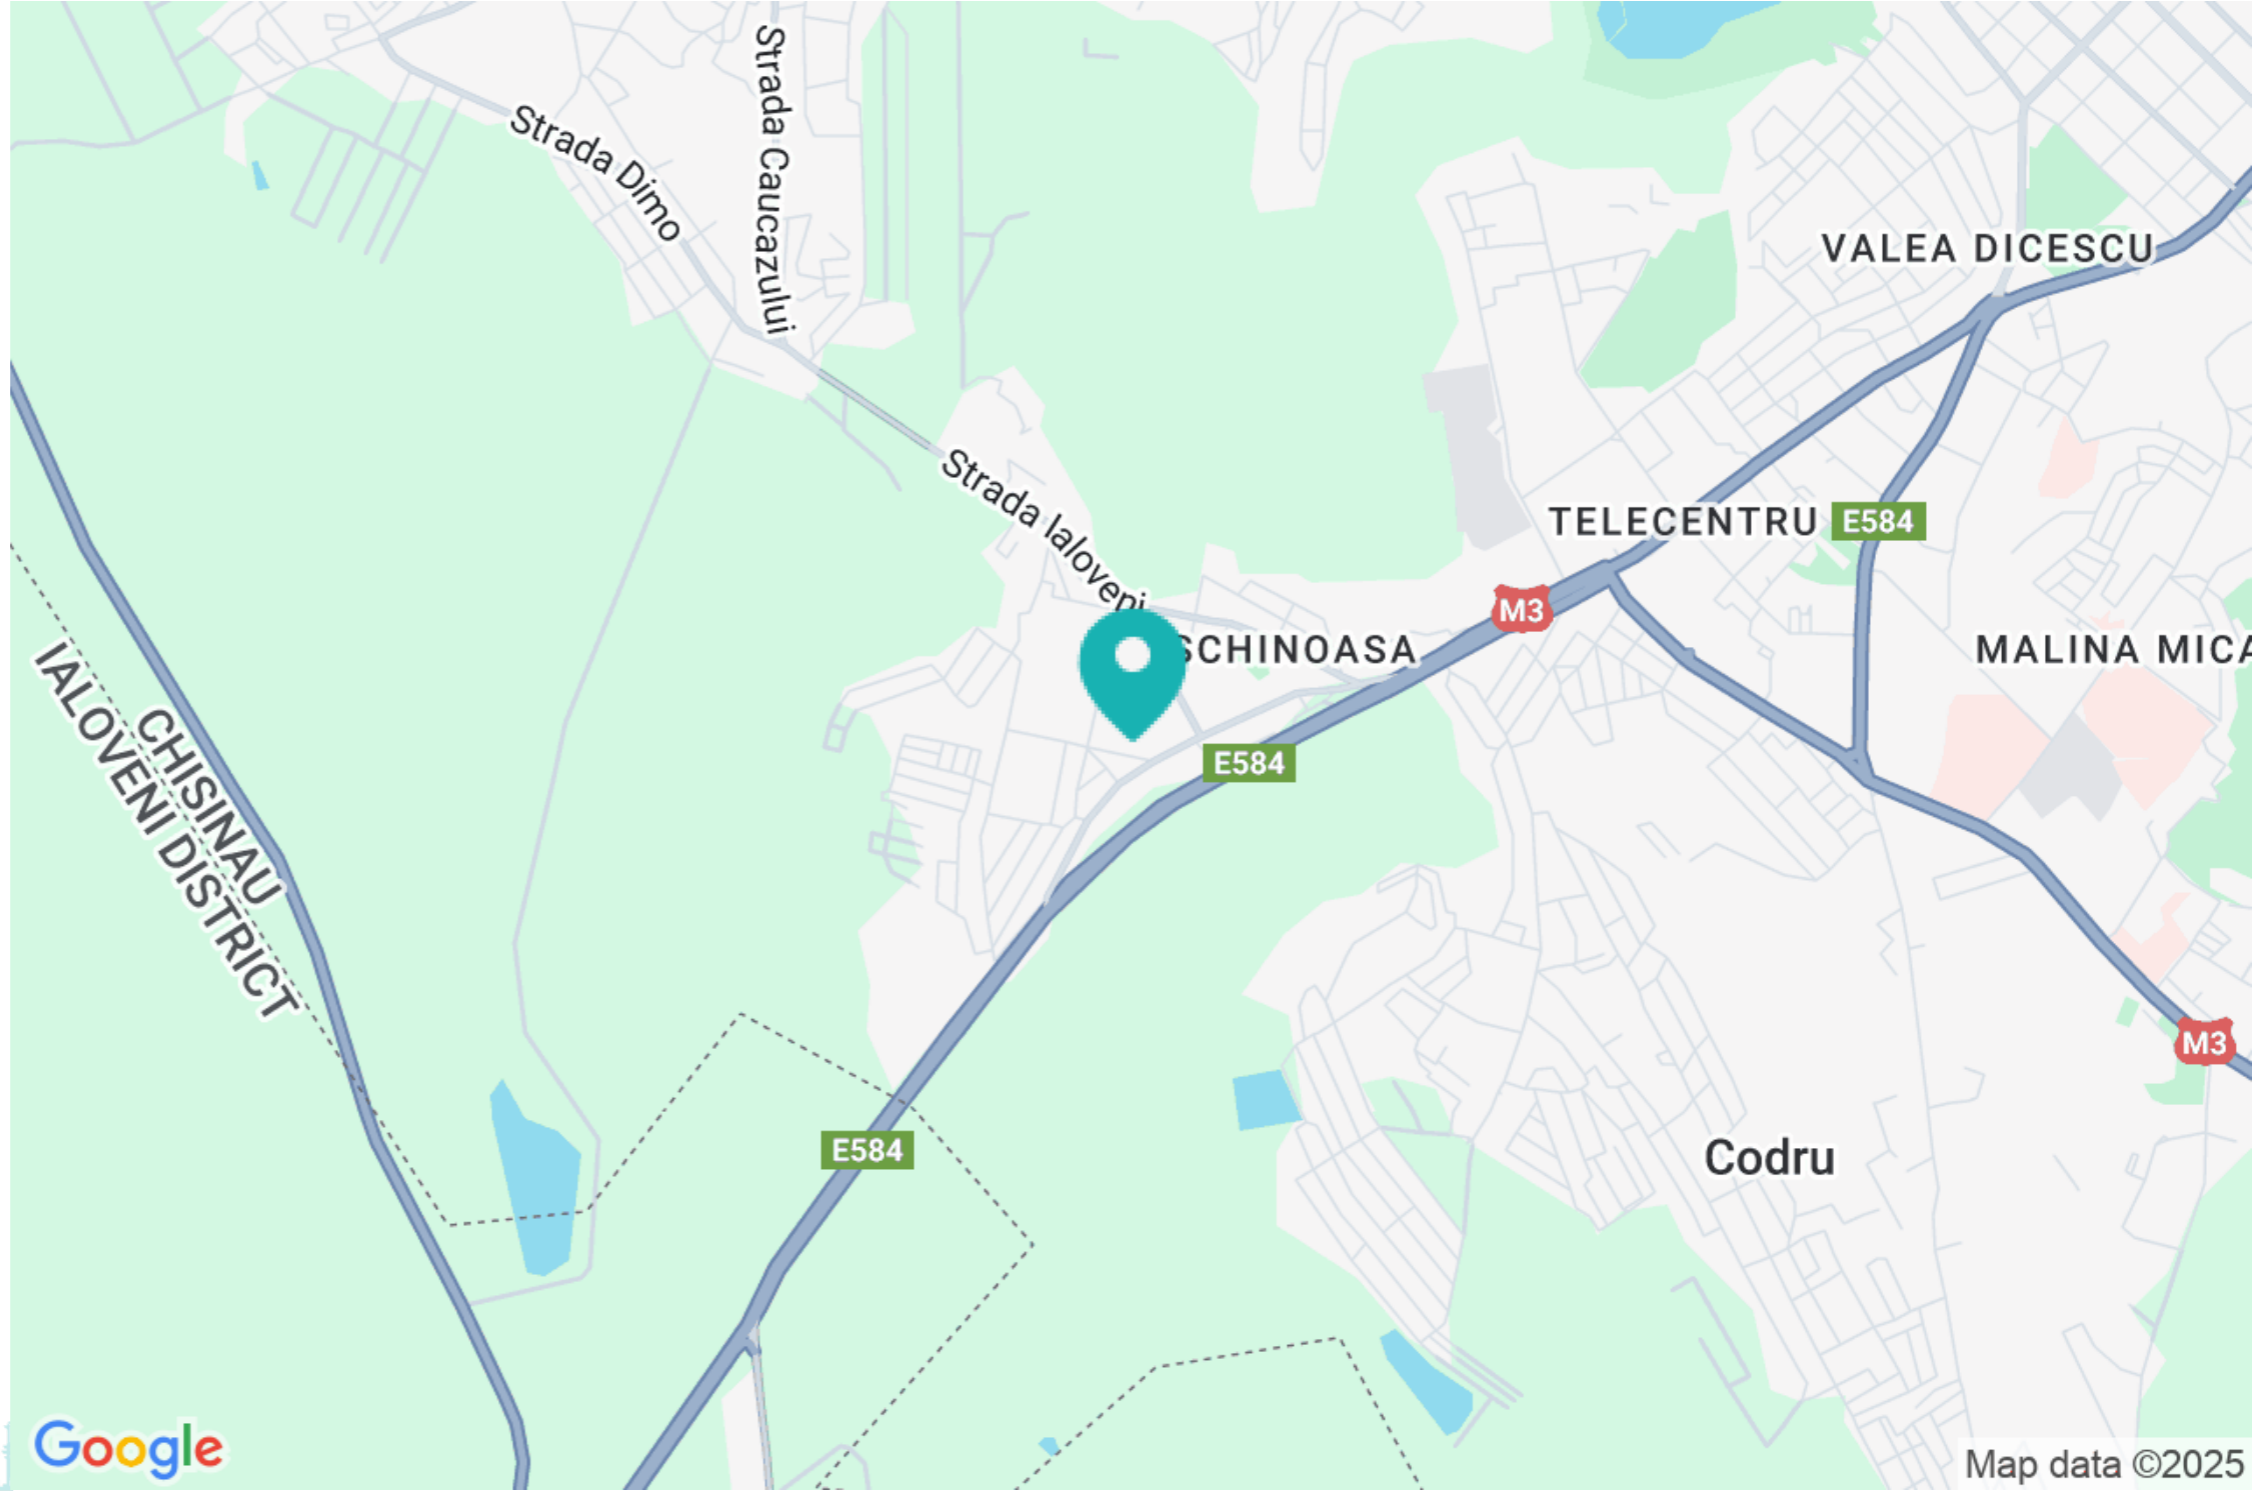 Strada Caucazului
Strada Dimo
VALEA DICESCU
Strada Ialoveni
TELECENTRU
E584
M3
SCHINOASA
MALINA MICA
CHISINAU
IALOVENI DISTRICT
E584
M3
E584
Codru
Google
Map data ©2025